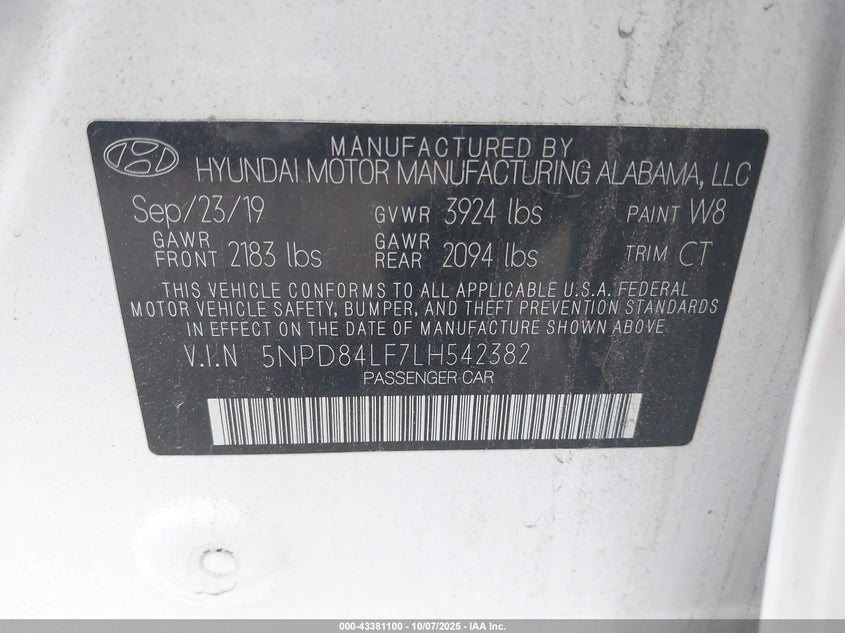 MANUFACTURED BY
HYUNDAI MOTOR MANUFACTURING ALABAMA, LLC
Sep/23/19 GVWR 3924 lbs PAINT W8
GAWR FRONT 2183 lbs GAWR REAR 2094 lbs TRIM CT
THIS VEHICLE CONFORMS TO ALL APPLICABLE U.S.A. FEDERAL
MOTOR VEHICLE SAFETY, BUMPER, AND THEFT PREVENTION STANDARDS
IN EFFECT ON THE DATE OF MANUFACTURE SHOWN ABOVE
V.I.N 5NPD84LF7LH542382
PASSENGER CAR
000-43381100 - 10/07/2025 - IAA Inc.